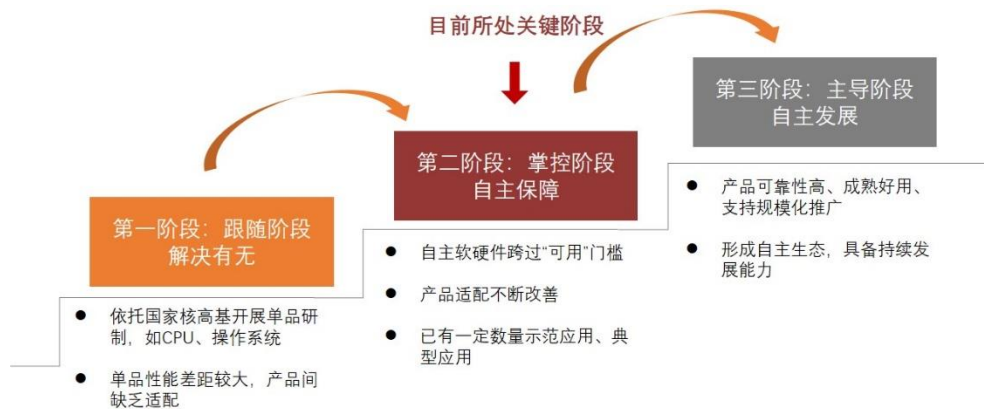 目前所处关键阶段
第一阶段：跟随阶段
解决有无
依托国家核高基开展单品研
制，如CPU、操作系统
单品性能差距较大，产品间
缺乏适配
第二阶段：掌控阶段
自主保障
自主软硬件跨过“可用”门槛
产品适配不断改善
已有一定数量示范应用、典
型应用
第三阶段：主导阶段
自主发展
产品可靠性高、成熟好用、
支持规模化推广
形成自主生态，具备持续发
展能力